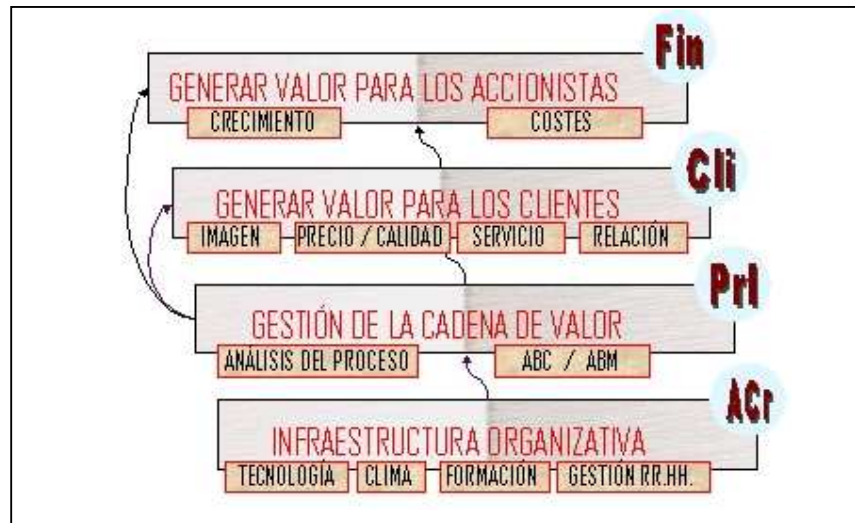 Fin
GENERAR VALOR PARA LOS ACCIONISTAS
CRECIMIENTO COSTES
Cli
GENERAR VALOR PARA LOS CLIENTES
IMAGEN PRECIO / CALIDAD SERVICIO RELACIÓN
PrI
GESTIÓN DE LA CADENA DE VALOR
ANÁLISIS DEL PROCESO ABC / ABM
ACr
INFRAESTRUCTURA ORGANIZATIVA
TECNOLOGÍA CLIMA FORMACIÓN GESTIÓN RR.HH.